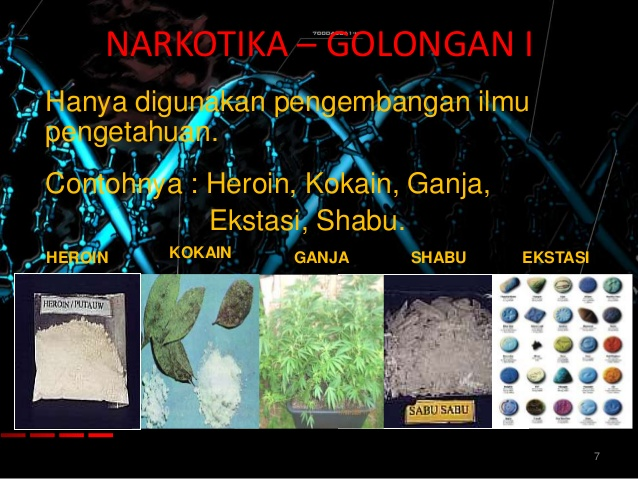 NARKOTIKA – GOLONGAN I
Hanya digunakan pengembangan ilmu
pengetahuan.
Contohnya : Heroin, Kokain, Ganja,
Ekstasi, Shabu.
HEROIN
KOKAIN
GANJA
SHABU
EKSTASI
HEROIN / PUTAUW
SABU SABU
7